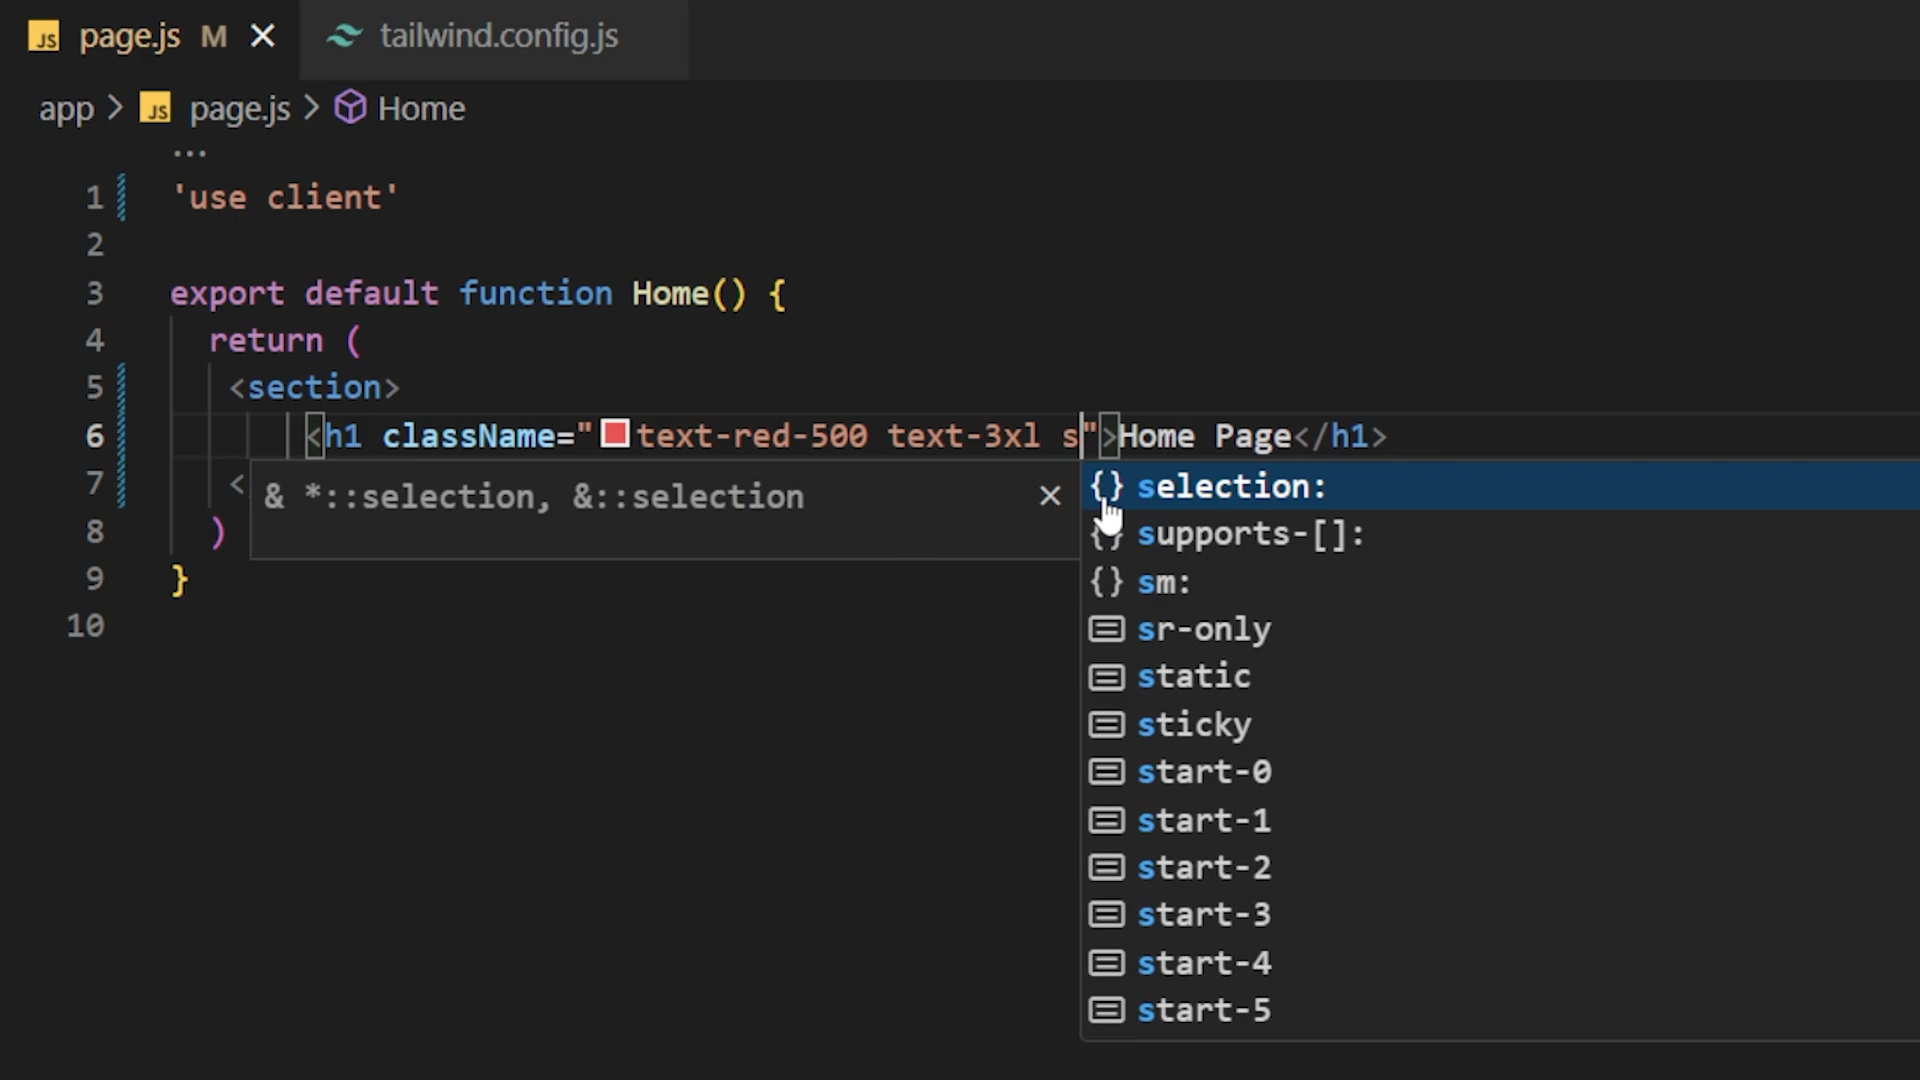 JS page.js M ×
tailwind.config.js
app > JS page.js > Home
...
1 'use client'
2
3 export default function Home() {
4 return (
5 <section>
6 <h1 className="text-red-500 text-3xl s">Home Page</h1>
7 <
& *::selection, &::selection ×
8 )
9 }
10
{} selection:
{} supports-[]:
{} sm:
sr-only
static
sticky
start-0
start-1
start-2
start-3
start-4
start-5